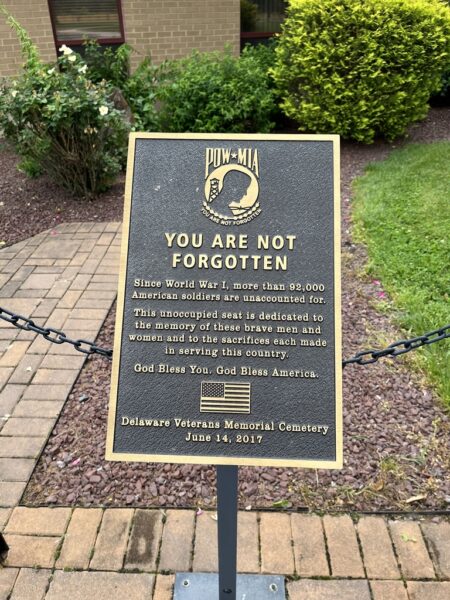 POW★MIA
YOU ARE NOT FORGOTTEN
YOU ARE NOT
FORGOTTEN
Since World War I, more than 92,000
American soldiers are unaccounted for.
This unoccupied seat is dedicated to
the memory of these brave men and
women and to the sacrifices each made
in serving this country.
God Bless You. God Bless America.
Delaware Veterans Memorial Cemetery
June 14, 2017